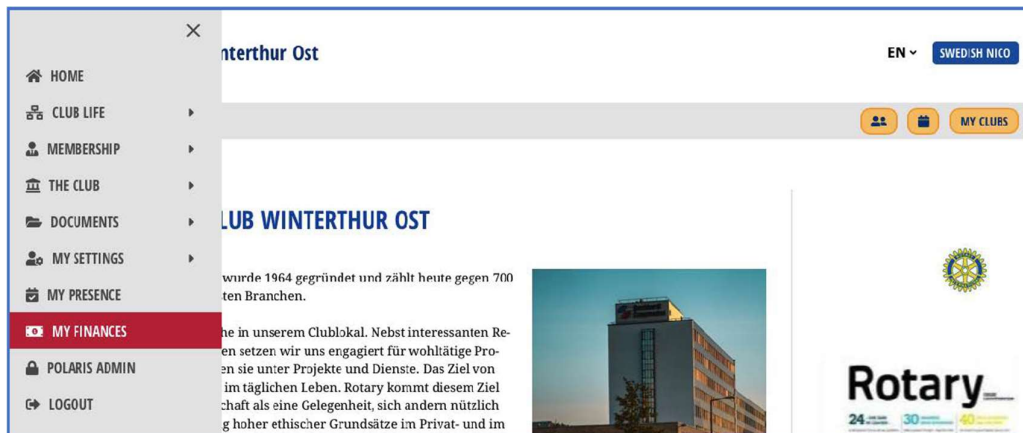 nterthur Ost
EN
SWEDISH NICO
HOME
CLUB LIFE
MEMBERSHIP
THE CLUB
DOCUMENTS
MY SETTINGS
MY PRESENCE
MY FINANCES
POLARIS ADMIN
LOGOUT
MY CLUBS
LUB WINTERTHUR OST
wurde 1964 gegründet und zählt heute gegen 700
ten Branchen.
he in unserem Clublokal. Nebst interessanten Re-
en setzen wir uns engagiert für wohltätige Pro-
en sie unter Projekte und Dienste. Das Ziel von
im täglichen Leben. Rotary kommt diesem Ziel
chaft als eine Gelegenheit, sich andern nützlich
g hoher ethischer Grundsätze im Privat- und im
Rotary
24
30
40